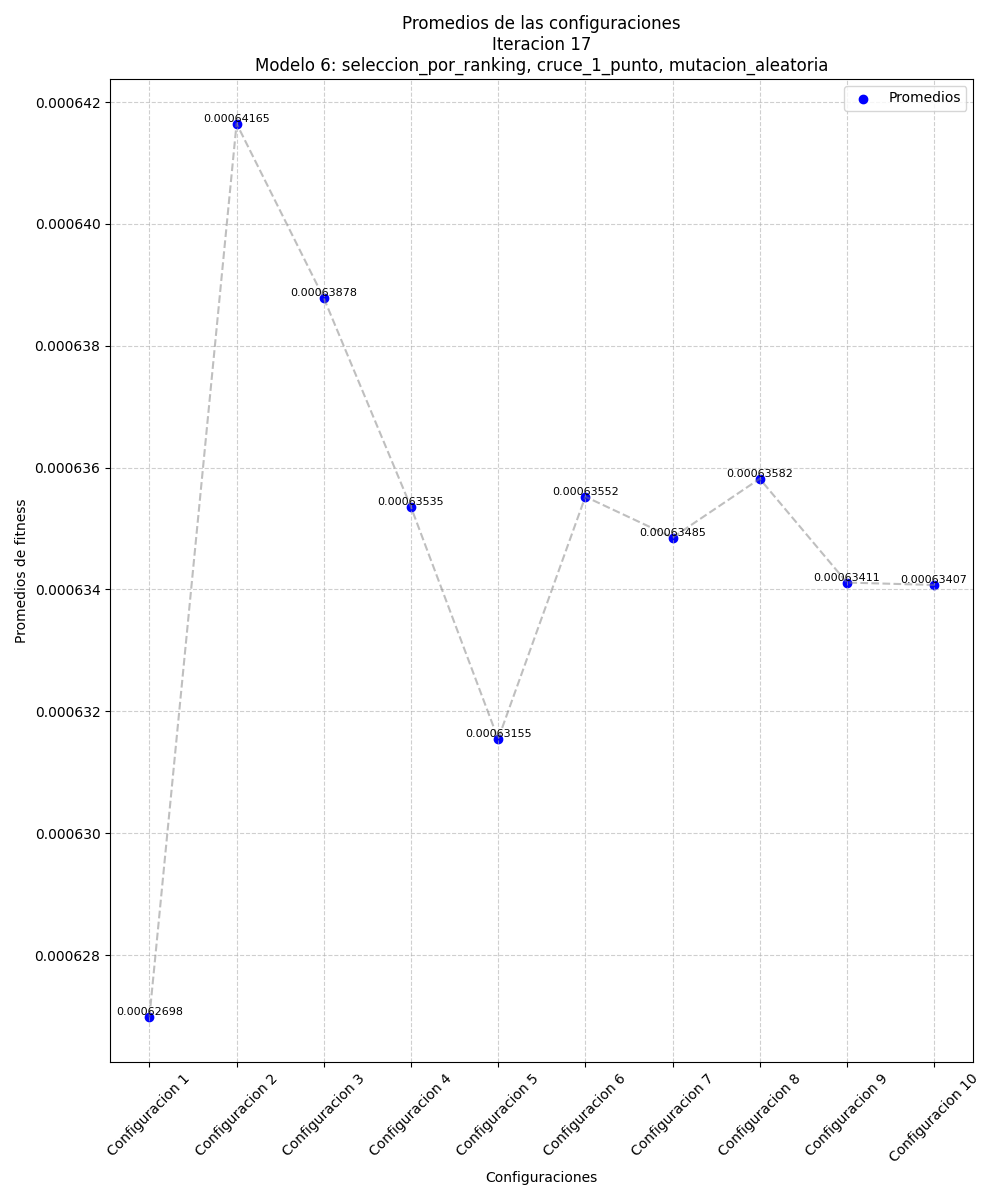 Promedios de las configuraciones
Iteracion 17
Modelo 6: seleccion_por_ranking, cruce_1_punto, mutacion_aleatoria
Promedios
0.000642
0.000640
0.000638
0.000636
0.000634
0.000632
0.000630
0.000628
Promedios de fitness
0.00062698
0.00064165
0.00063878
0.00063535
0.00063155
0.00063552
0.00063485
0.00063582
0.00063411
0.00063407
Configuracion 1
Configuracion 2
Configuracion 3
Configuracion 4
Configuracion 5
Configuracion 6
Configuracion 7
Configuracion 8
Configuracion 9
Configuracion 10
Configuraciones